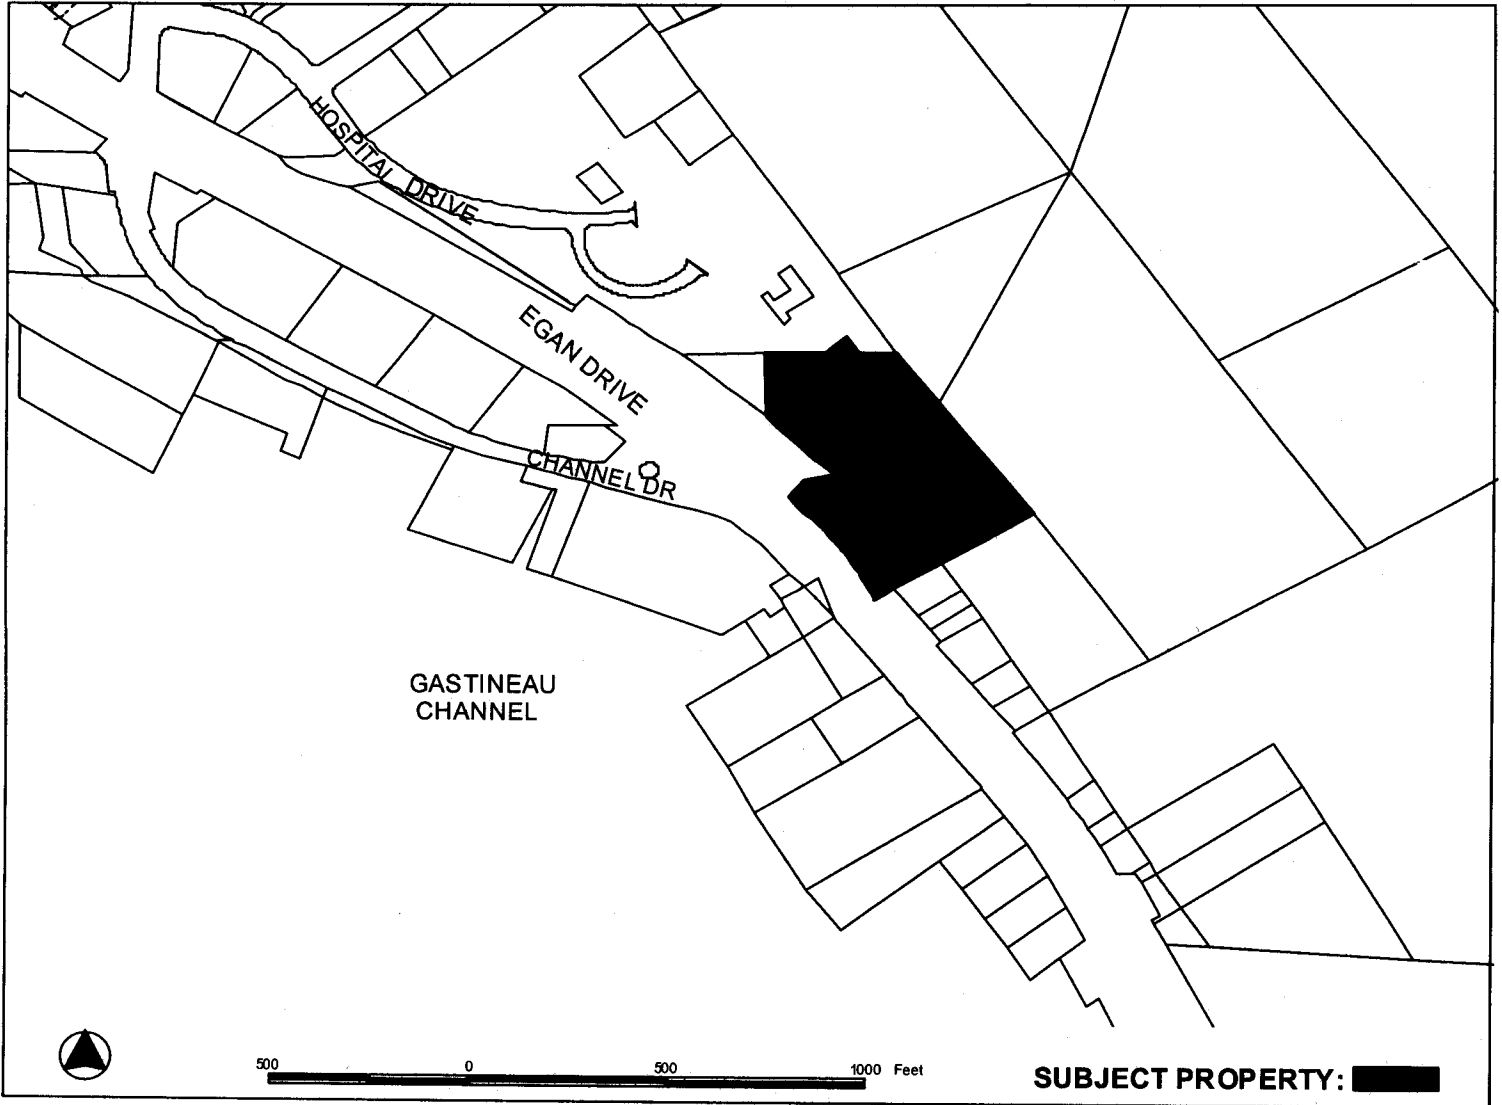 HOSPITAL DRIVE
EGAN DRIVE
CHANNEL DR
GASTINEAU
CHANNEL
500 0 500 1000 Feet
SUBJECT PROPERTY: